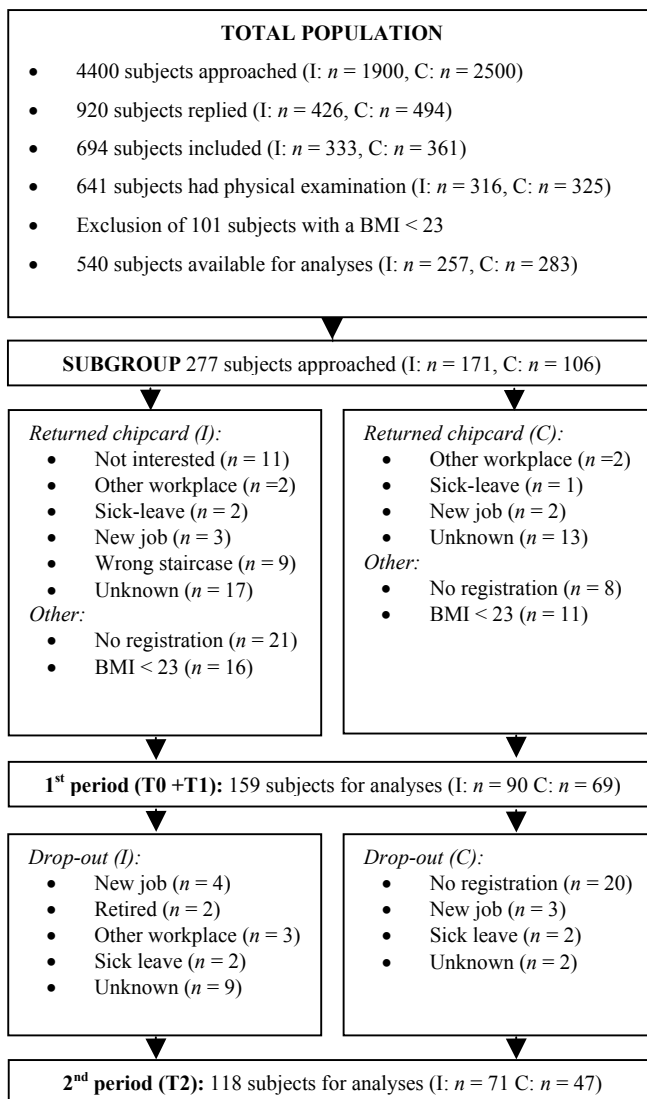 TOTAL POPULATION
• 4400 subjects approached (I: n = 1900, C: n = 2500)
• 920 subjects replied (I: n = 426, C: n = 494)
• 694 subjects included (I: n = 333, C: n = 361)
• 641 subjects had physical examination (I: n = 316, C: n = 325)
• Exclusion of 101 subjects with a BMI < 23
• 540 subjects available for analyses (I: n = 257, C: n = 283)
SUBGROUP 277 subjects approached (I: n = 171, C: n = 106)
Returned chipcard (I):
• Not interested (n = 11)
• Other workplace (n =2)
• Sick-leave (n = 2)
• New job (n = 3)
• Wrong staircase (n = 9)
• Unknown (n = 17)
Other:
• No registration (n = 21)
• BMI < 23 (n = 16)
Returned chipcard (C):
• Other workplace (n =2)
• Sick-leave (n = 1)
• New job (n = 2)
• Unknown (n = 13)
Other:
• No registration (n = 8)
• BMI < 23 (n = 11)
1st period (T0 +T1): 159 subjects for analyses (I: n = 90 C: n = 69)
Drop-out (I):
• New job (n = 4)
• Retired (n = 2)
• Other workplace (n = 3)
• Sick leave (n = 2)
• Unknown (n = 9)
Drop-out (C):
• No registration (n = 20)
• New job (n = 3)
• Sick leave (n = 2)
• Unknown (n = 2)
2nd period (T2): 118 subjects for analyses (I: n = 71 C: n = 47)